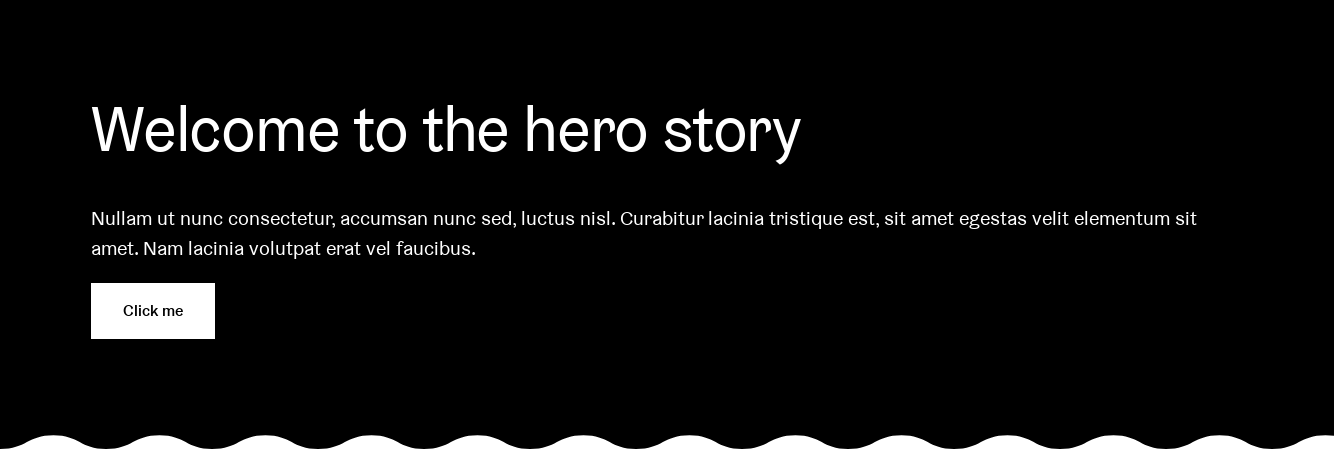 Welcome to the hero story
Nullam ut nunc consectetur, accumsan nunc sed, luctus nisl. Curabitur lacinia tristique est, sit amet egestas velit elementum sit
amet. Nam lacinia volutpat erat vel faucibus.
Click me